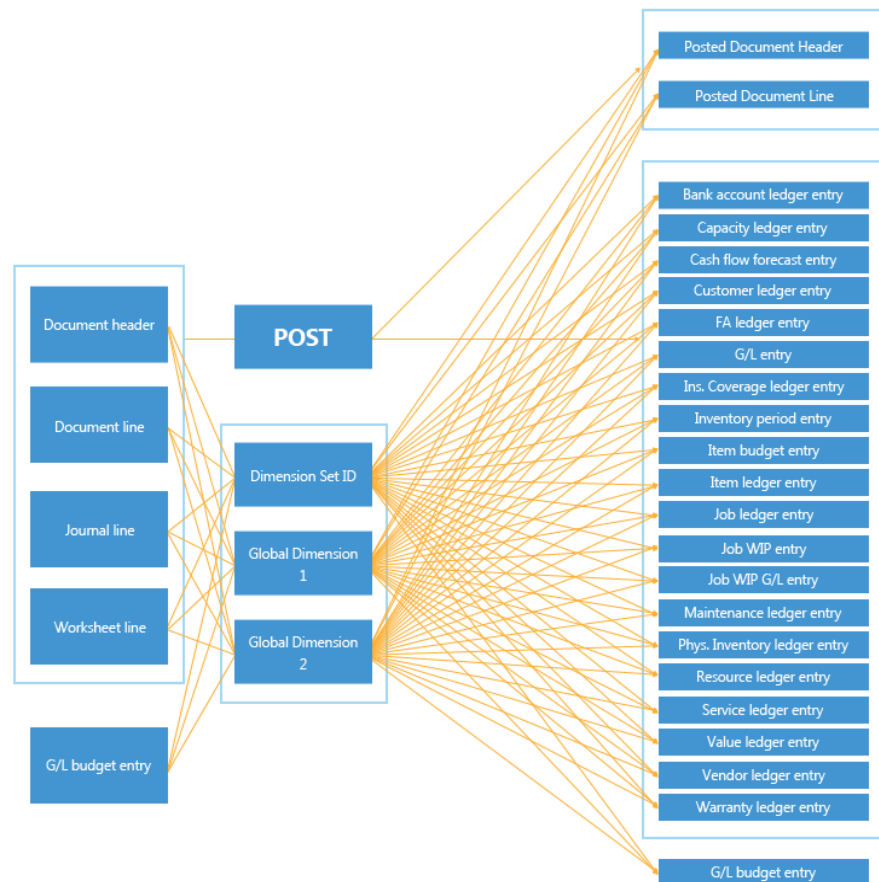 Document header
Document line
Journal line
Worksheet line
G/L budget entry
POST
Dimension Set ID
Global Dimension
1
Global Dimension
2
Posted Document Header
Posted Document Line
Bank account ledger entry
Capacity ledger entry
Cash flow forecast entry
Customer ledger entry
FA ledger entry
G/L entry
Ins. Coverage ledger entry
Inventory period entry
Item budget entry
Item ledger entry
Job ledger entry
Job WIP entry
Job WIP G/L entry
Maintenance ledger entry
Phys. Inventory ledger entry
Resource ledger entry
Service ledger entry
Value ledger entry
Vendor ledger entry
Warranty ledger entry
G/L budget entry